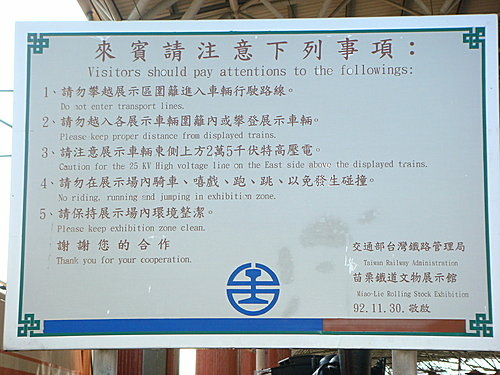 來賓請注意下列事項：
Visitors should pay attentions to the followings:
1、請勿攀越展示區圍籬進入車輛行駛路線。
Do not enter transport lines.
2、請勿越入各展示車輛圍籬內或攀登展示車輛。
Please keep proper distance from displayed trains.
3、請注意展示車輛東側上方2萬5千伏特高壓電。
Caution for the 25 KV High voltage line on the East side above the displayed trains.
4、請勿在展示場內騎車、嘻戲、跑、跳、以免發生碰撞。
No riding, running and jumping in exhibition zone.
5、請保持展示場內環境整潔。
Please keep exhibition zone clean.
謝謝您的合作
Thank you for your cooperation.
交通部台灣鐵路管理局
Taiwan Railway Administration
苗栗鐵道文物展示館
Miao-Lie Rolling Stock Exhibition
92.11.30.敬啟